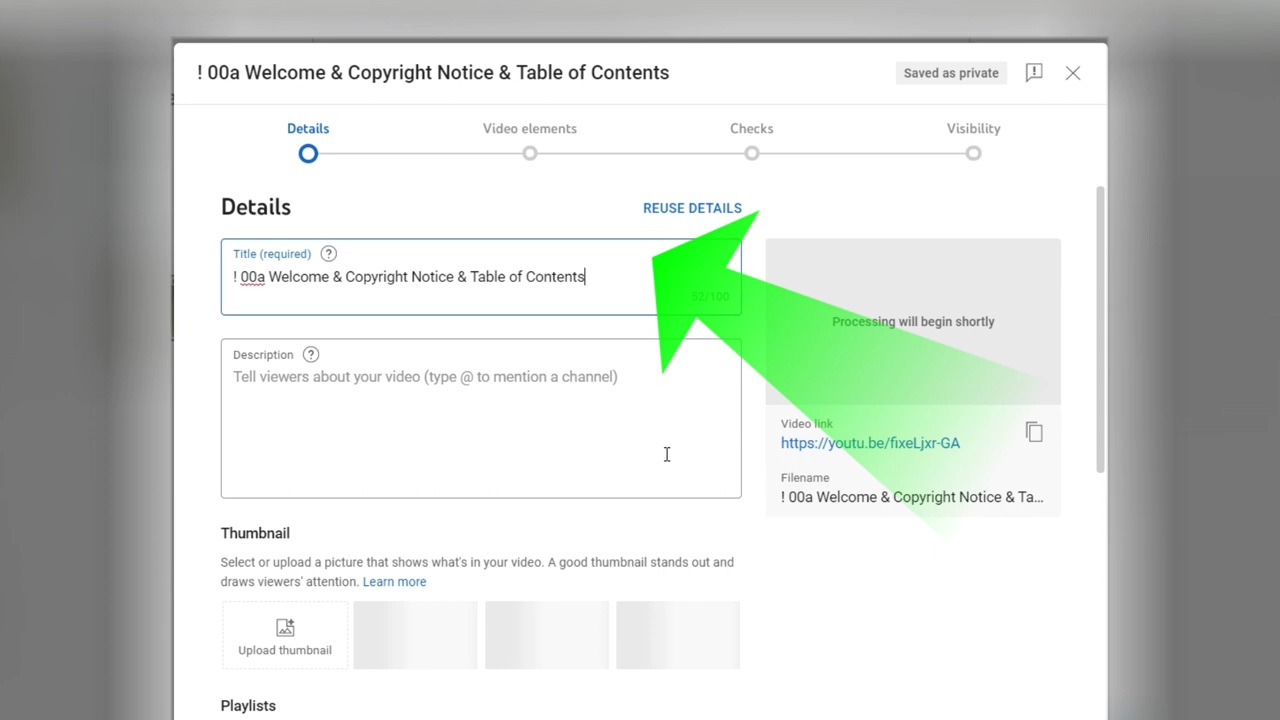 ! 00a Welcome & Copyright Notice & Table of Contents
Saved as private
Details
Video elements
Checks
Visibility
Details
REUSE DETAILS
Title (required)
! 00a Welcome & Copyright Notice & Table of Contents
52/100
Description
Tell viewers about your video (type @ to mention a channel)
Processing will begin shortly
Video link
https://youtu.be/fixeLjxr-GA
Filename
! 00a Welcome & Copyright Notice & Ta...
Thumbnail
Select or upload a picture that shows what's in your video. A good thumbnail stands out and
draws viewers' attention. Learn more
Upload thumbnail
Playlists